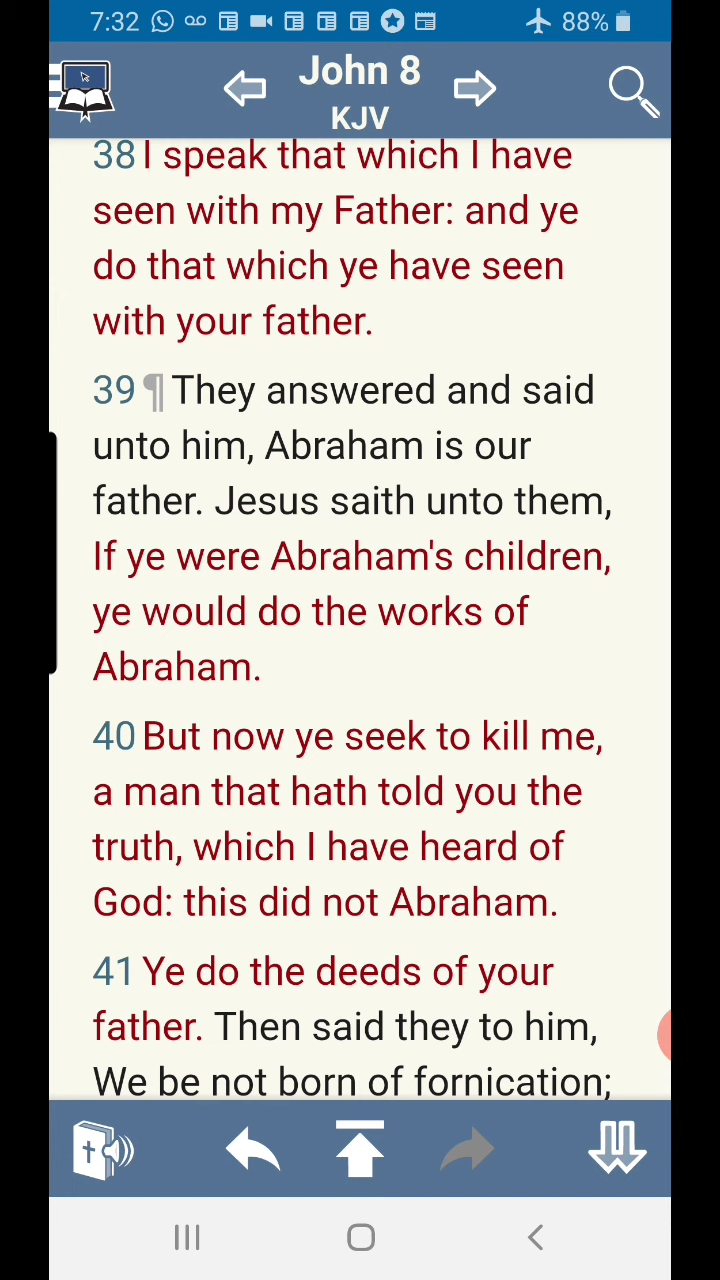 7:32 88%
John 8
KJV
38 I speak that which I have
seen with my Father: and ye
do that which ye have seen
with your father.
39 ¶ They answered and said
unto him, Abraham is our
father. Jesus saith unto them,
If ye were Abraham's children,
ye would do the works of
Abraham.
40 But now ye seek to kill me,
a man that hath told you the
truth, which I have heard of
God: this did not Abraham.
41 Ye do the deeds of your
father. Then said they to him,
We be not born of fornication;